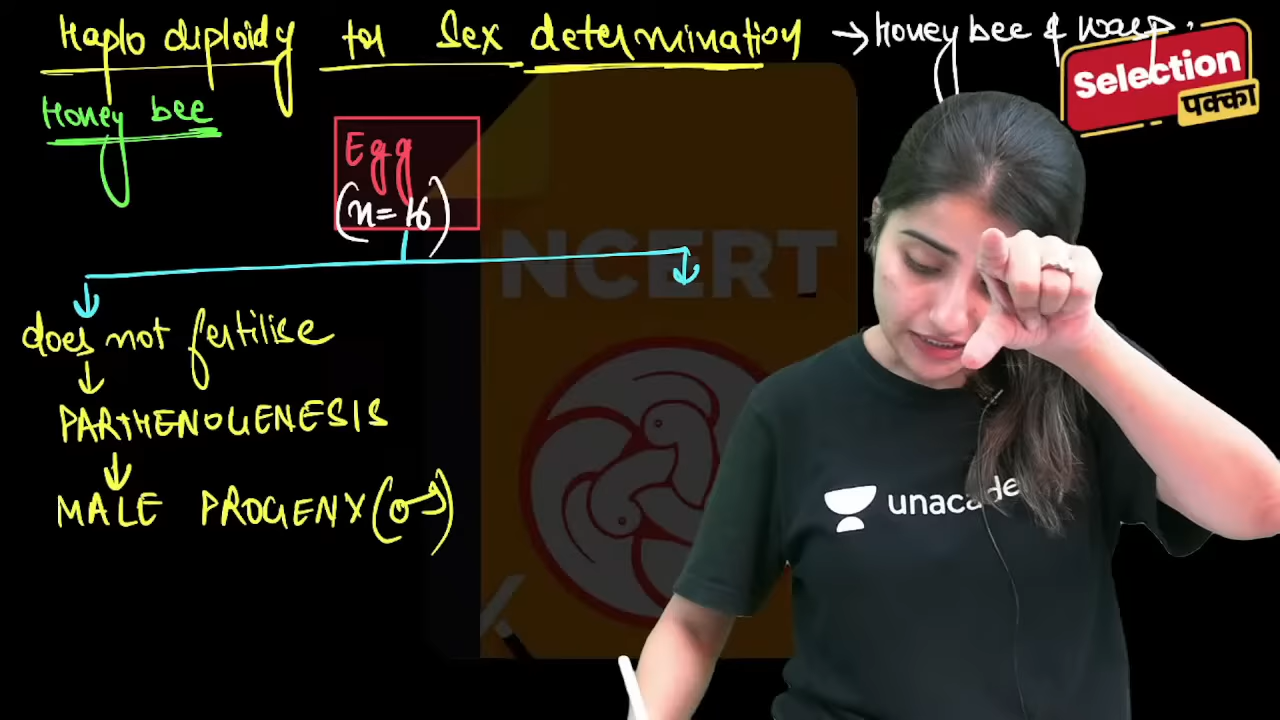 Haplo diploidy for Sex determination → Honey bee & wasp.
Selection
पक्का
Honey bee
Egg
(n=16)
NCERT
does not fertilise
↓
PARTHENOGENESIS
↓
MALE PROGENY (♂)
unacade